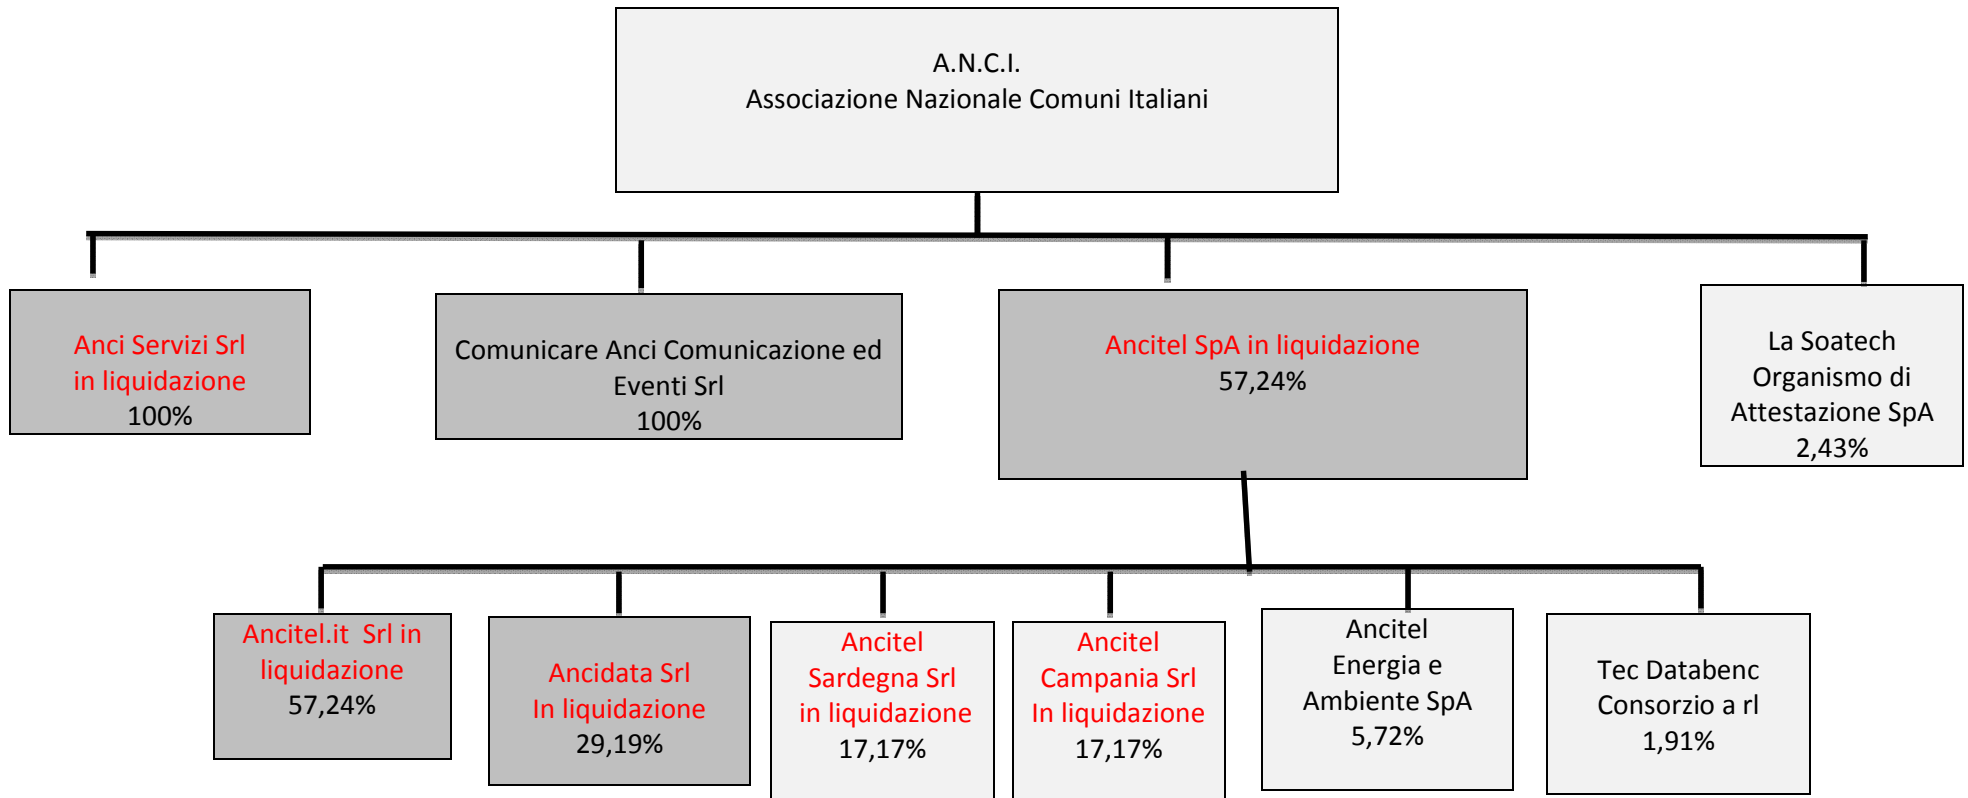 A.N.C.I.
Associazione Nazionale Comuni Italiani
Anci Servizi Srl
in liquidazione
100%
Comunicare Anci Comunicazione ed
Eventi Srl
100%
Ancitel SpA in liquidazione
57,24%
La Soatech
Organismo di
Attestazione SpA
2,43%
Ancitel.it Srl in
liquidazione
57,24%
Ancidata Srl
In liquidazione
29,19%
Ancitel
Sardegna Srl
in liquidazione
17,17%
Ancitel
Campania Srl
In liquidazione
17,17%
Ancitel
Energia e
Ambiente SpA
5,72%
Tec Databenc
Consorzio a rl
1,91%